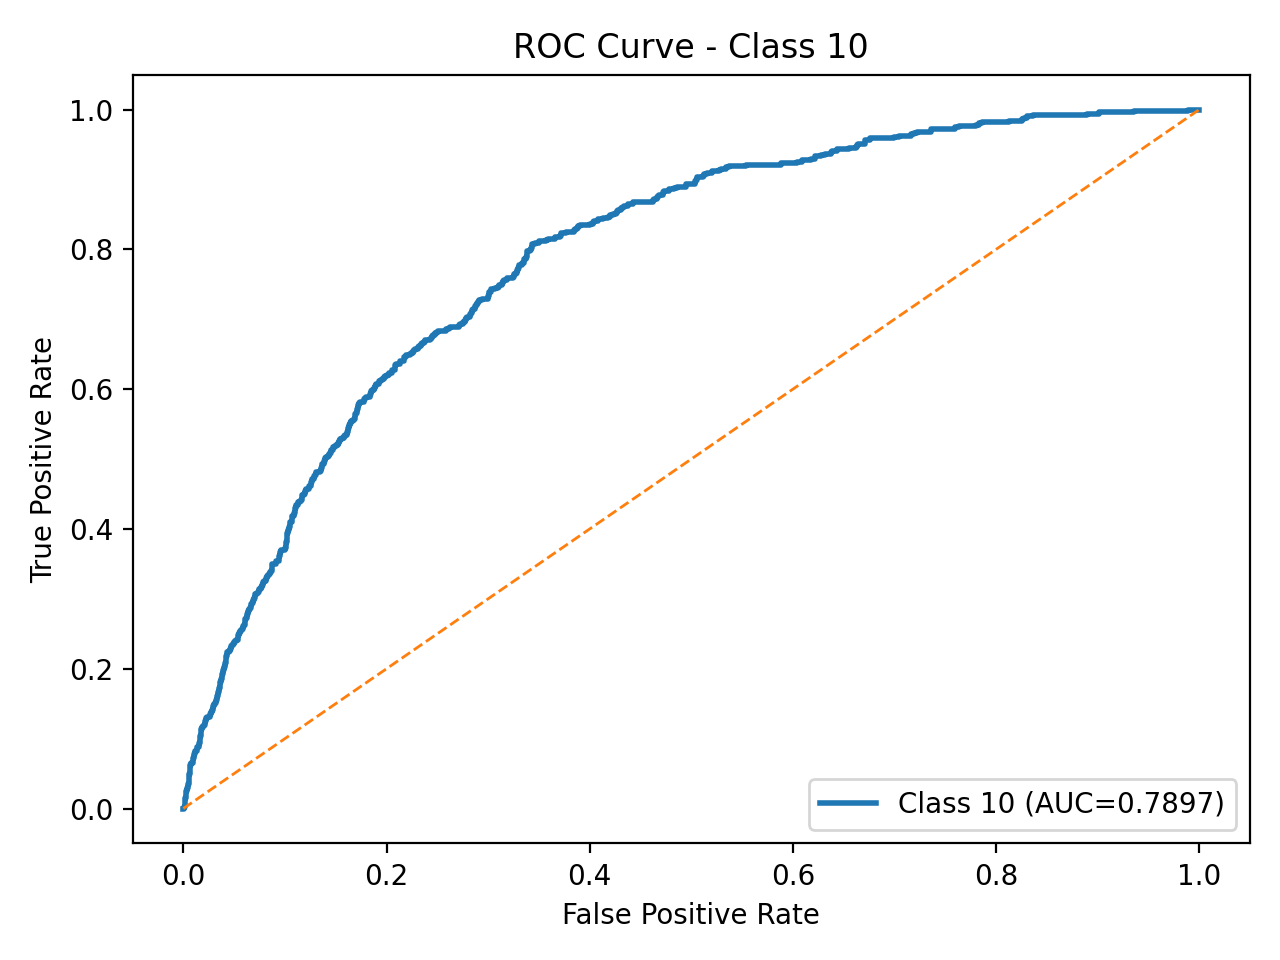 ROC Curve - Class 10
True Positive Rate
1.0
0.8
0.6
0.4
0.2
0.0
Class 10 (AUC=0.7897)
0.0 0.2 0.4 0.6 0.8 1.0
False Positive Rate